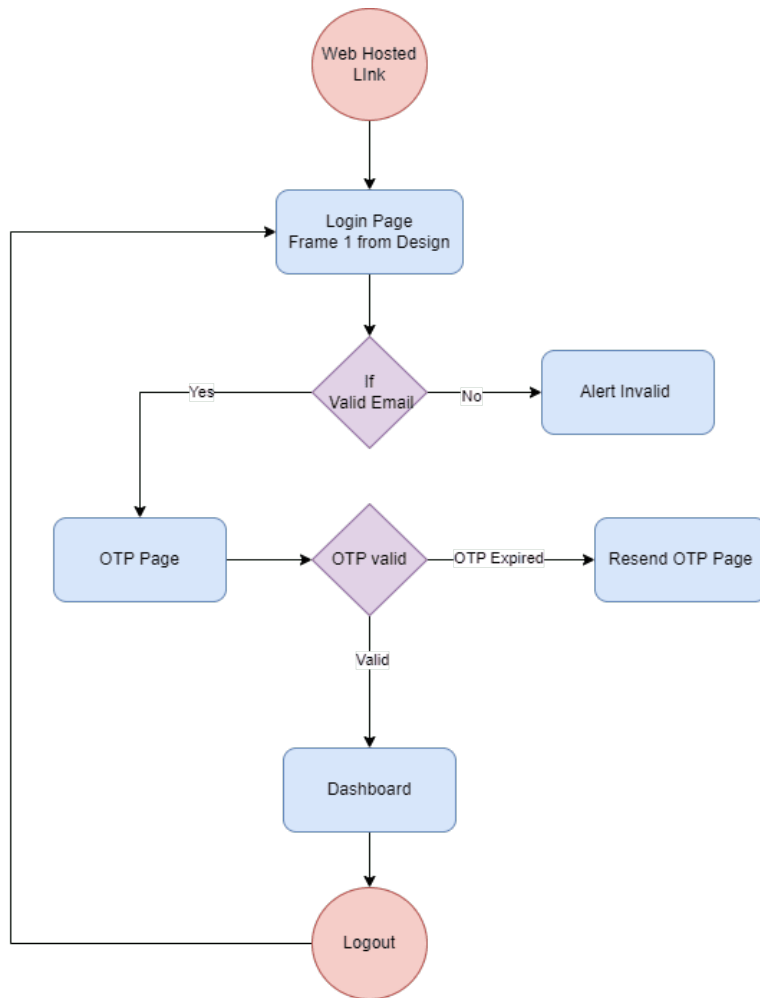 Web Hosted
LInk
Login Page
Frame 1 from Design
If
Valid Email
Yes
No
Alert Invalid
OTP Page
OTP valid
OTP Expired
Resend OTP Page
Valid
Dashboard
Logout